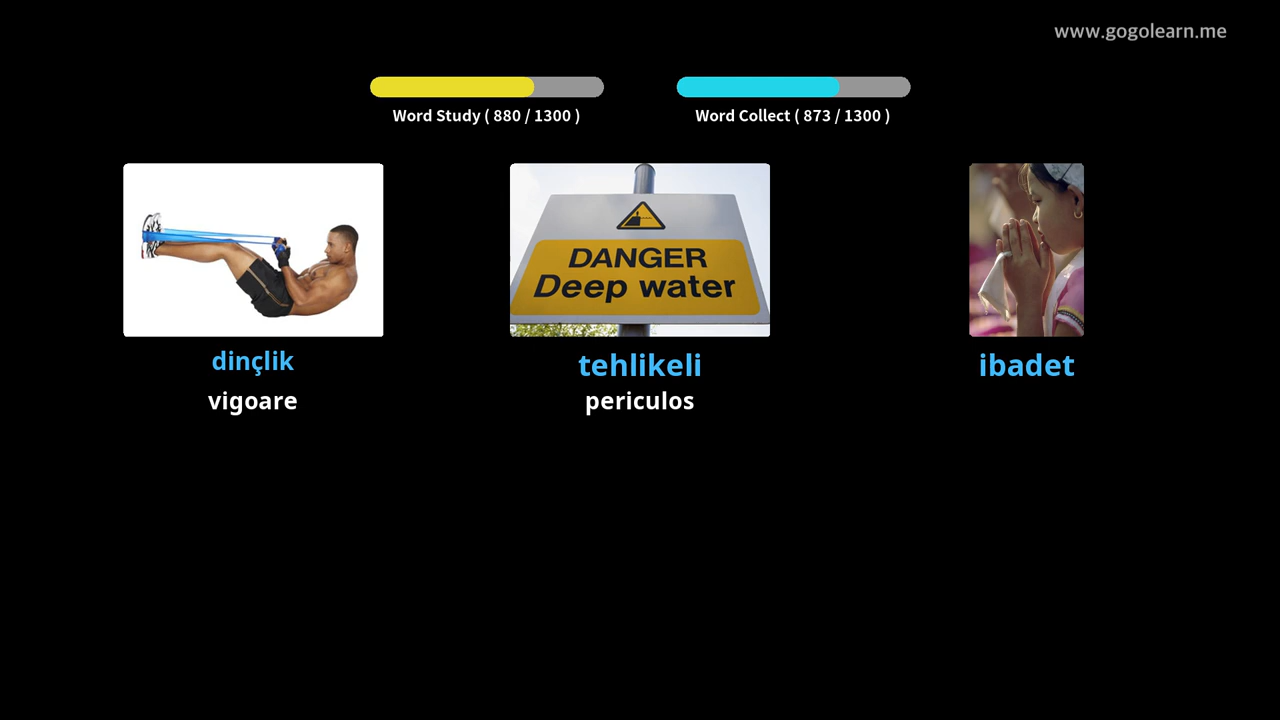 www.gogolearn.me
Word Study ( 880 / 1300 )
Word Collect ( 873 / 1300 )
DANGER
Deep water
dinçlik
tehlikeli
ibadet
vigoare
periculos